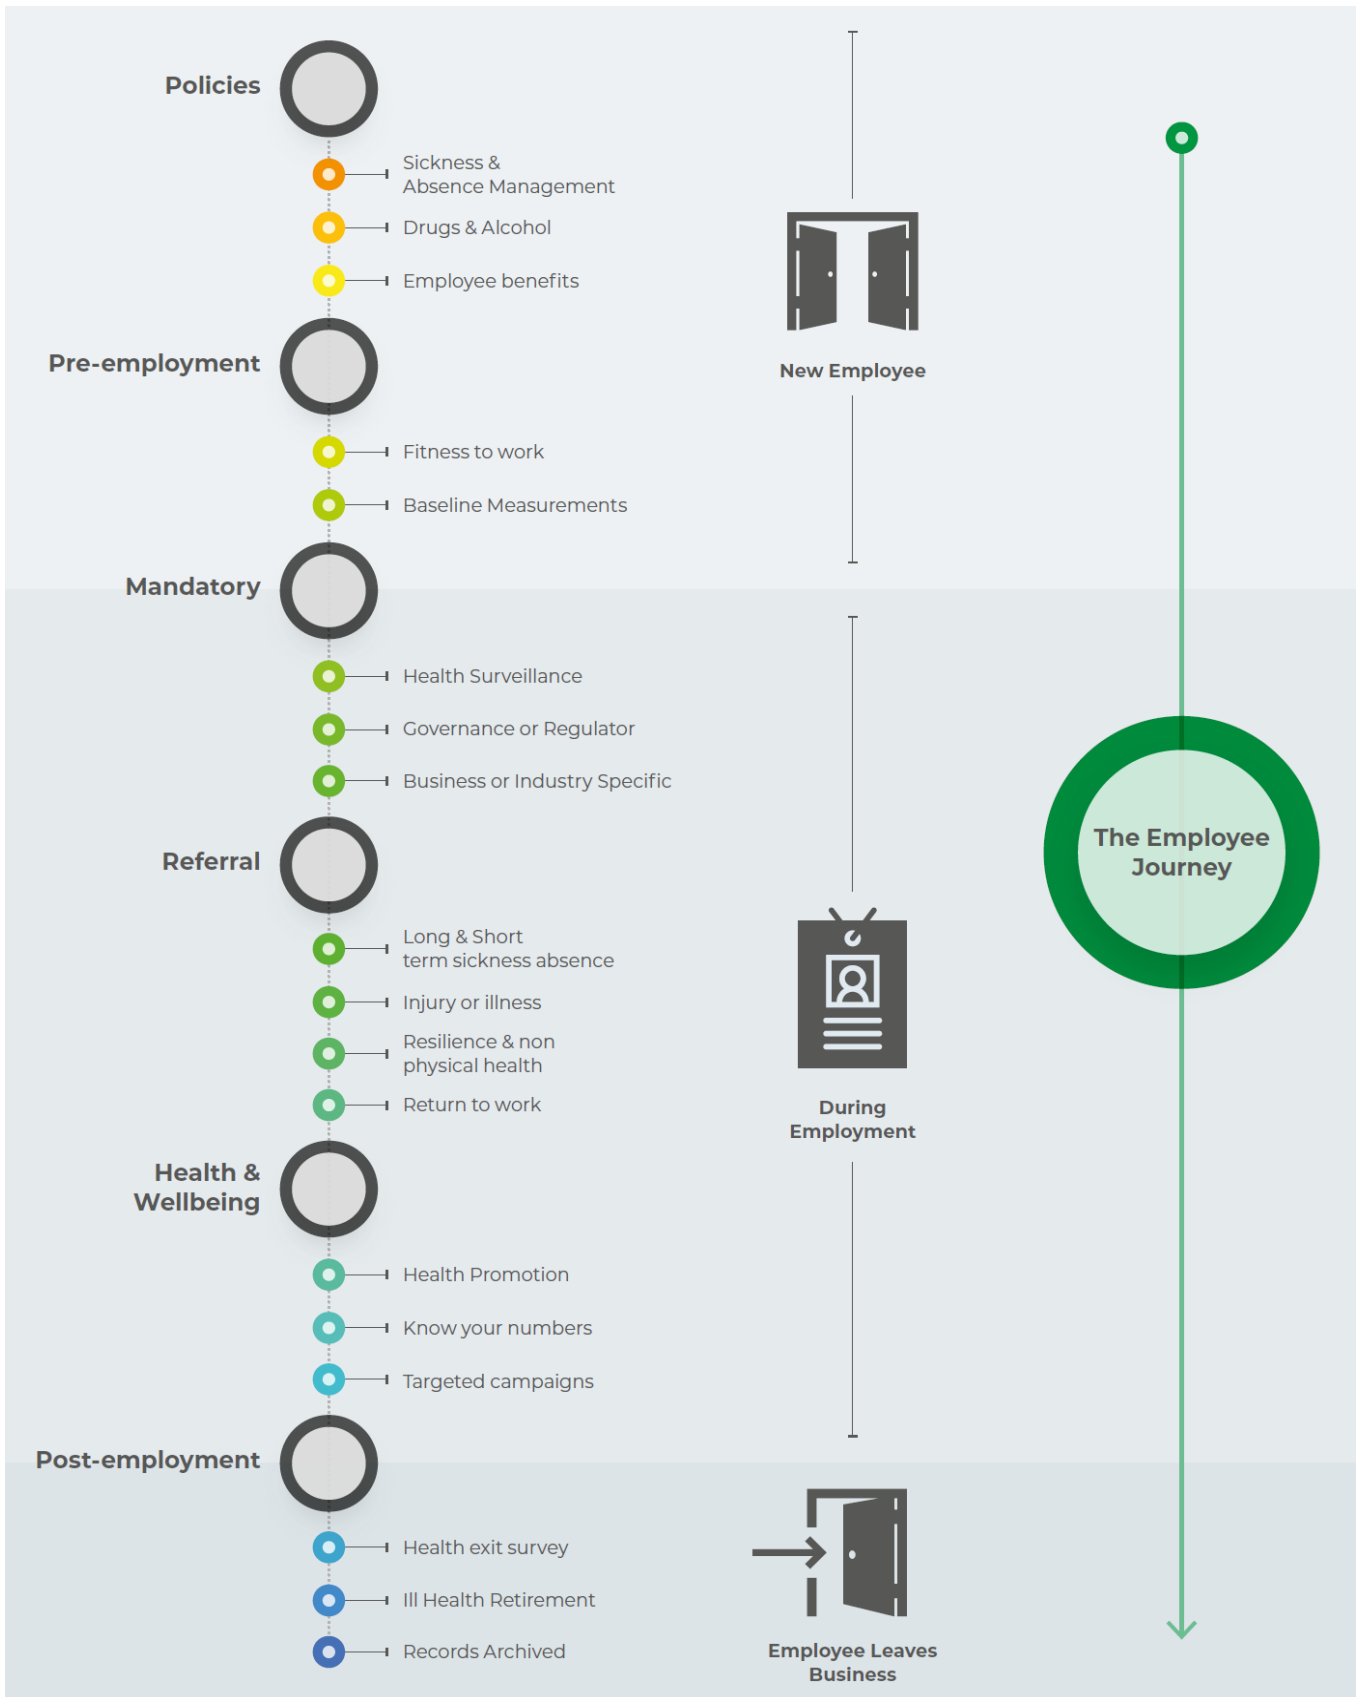 Policies
Sickness &
Absence Management
Drugs & Alcohol
Employee benefits
Pre-employment
Fitness to work
Baseline Measurements
Mandatory
Health Surveillance
Governance or Regulator
Business or Industry Specific
Referral
Long & Short
term sickness absence
Injury or illness
Resilience & non
physical health
Return to work
Health &
Wellbeing
Health Promotion
Know your numbers
Targeted campaigns
Post-employment
Health exit survey
Ill Health Retirement
Records Archived
New Employee
During
Employment
Employee Leaves
Business
The Employee
Journey